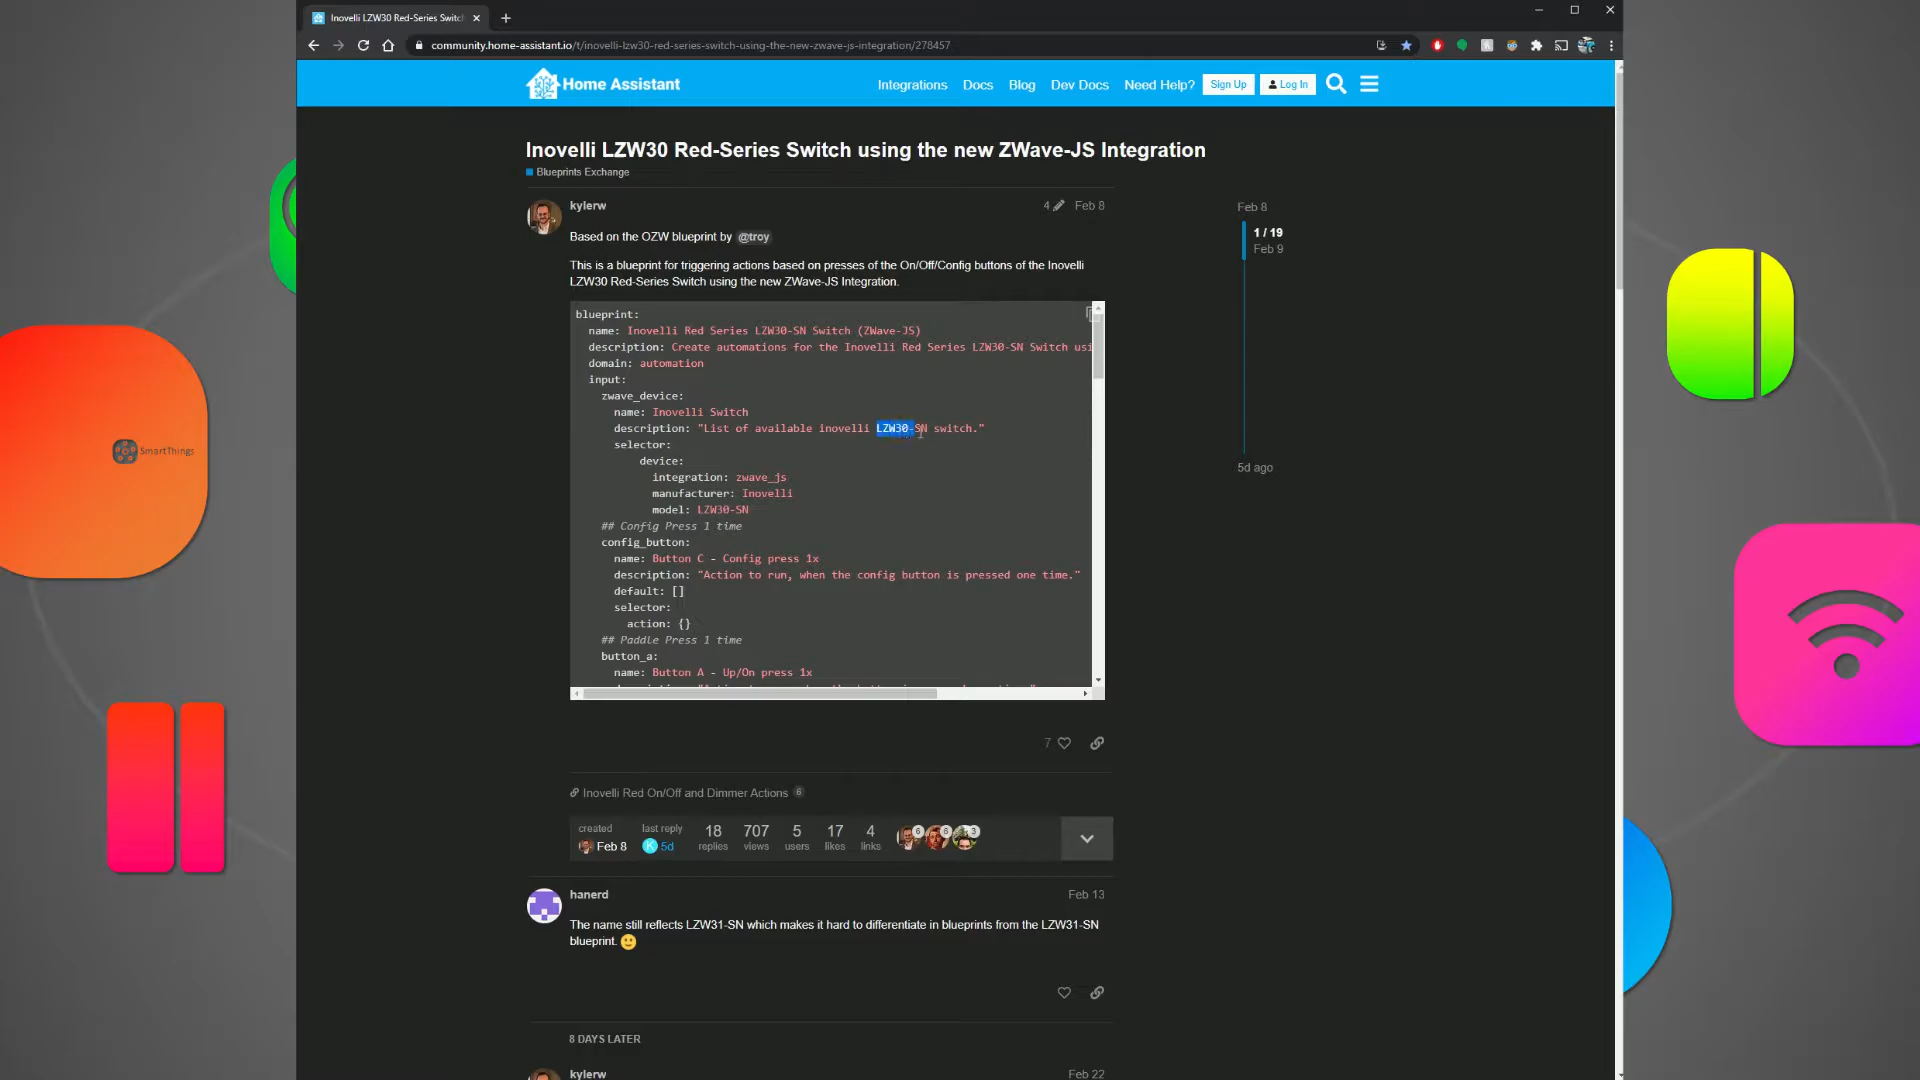 Inovelli LZW30 Red-Series Switc
community.home-assistant.io/t/inovelli-lzw30-red-series-switch-using-the-new-zwave-js-integration/278457
Home Assistant
Integrations Docs Blog Dev Docs Need Help? Sign Up Log In
Inovelli LZW30 Red-Series Switch using the new ZWave-JS Integration
Blueprints Exchange
kylerw 4 Feb 8
Based on the OZW blueprint by @troy
This is a blueprint for triggering actions based on presses of the On/Off/Config buttons of the Inovelli
LZW30 Red-Series Switch using the new ZWave-JS Integration.
blueprint:
name: Inovelli Red Series LZW30-SN Switch (ZWave-JS)
description: Create automations for the Inovelli Red Series LZW30-SN Switch usi
domain: automation
input:
zwave_device:
name: Inovelli Switch
description: "List of available inovelli LZW30-SN switch."
selector:
device:
integration: zwave_js
manufacturer: Inovelli
model: LZW30-SN
## Config Press 1 time
config_button:
name: Button C - Config press 1x
description: "Action to run, when the config button is pressed one time."
default: []
selector:
action: {}
## Paddle Press 1 time
button_a:
name: Button A - Up/On press 1x
Feb 8
1 / 19
Feb 9
5d ago
7
Inovelli Red On/Off and Dimmer Actions 6
created
Feb 8
last reply
5d
18
replies
707
views
5
users
17
likes
4
links
6 6 3
hanerd Feb 13
The name still reflects LZW31-SN which makes it hard to differentiate in blueprints from the LZW31-SN
blueprint.
8 DAYS LATER
kylerw Feb 22
SmartThings